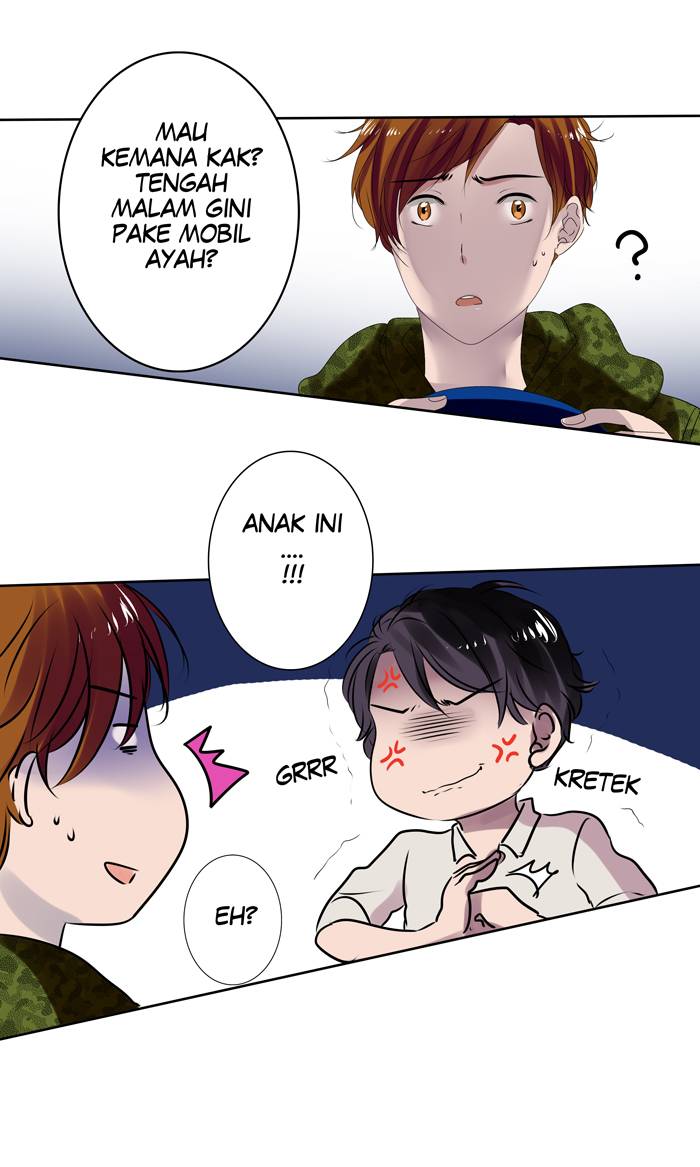 MAU
KEMANA KAK?
TENGAH
MALAM GINI
PAKE MOBIL
AYAH?
?
ANAK INI
....
!!!
GRRR
KRETEK
EH?